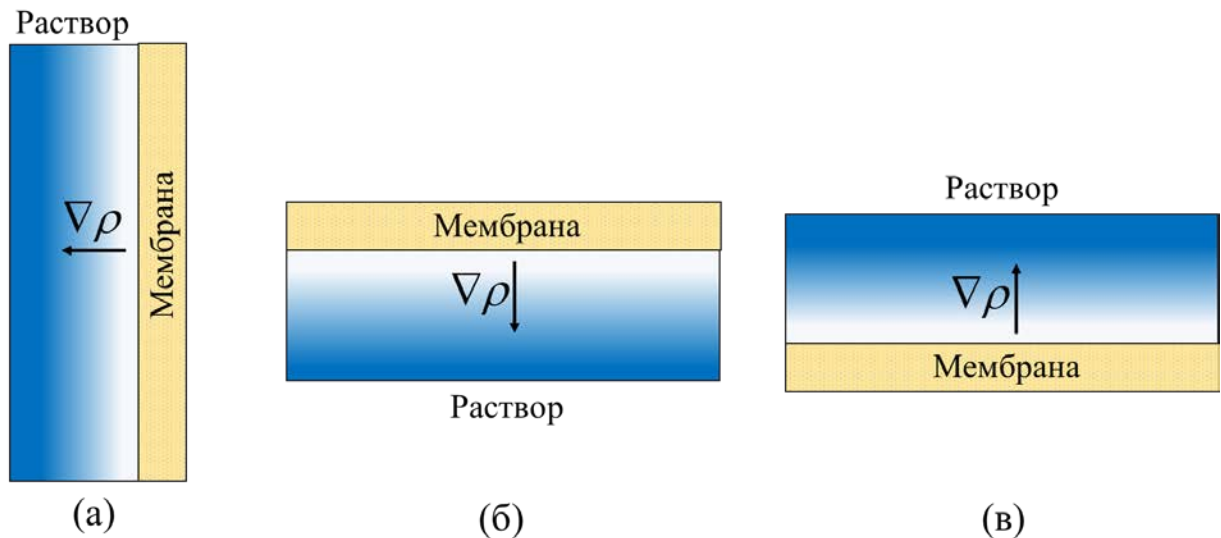 Раствор
∇ρ
Мембрана
(а)
Мембрана
∇ρ
Раствор
(б)
Раствор
∇ρ
Мембрана
(в)